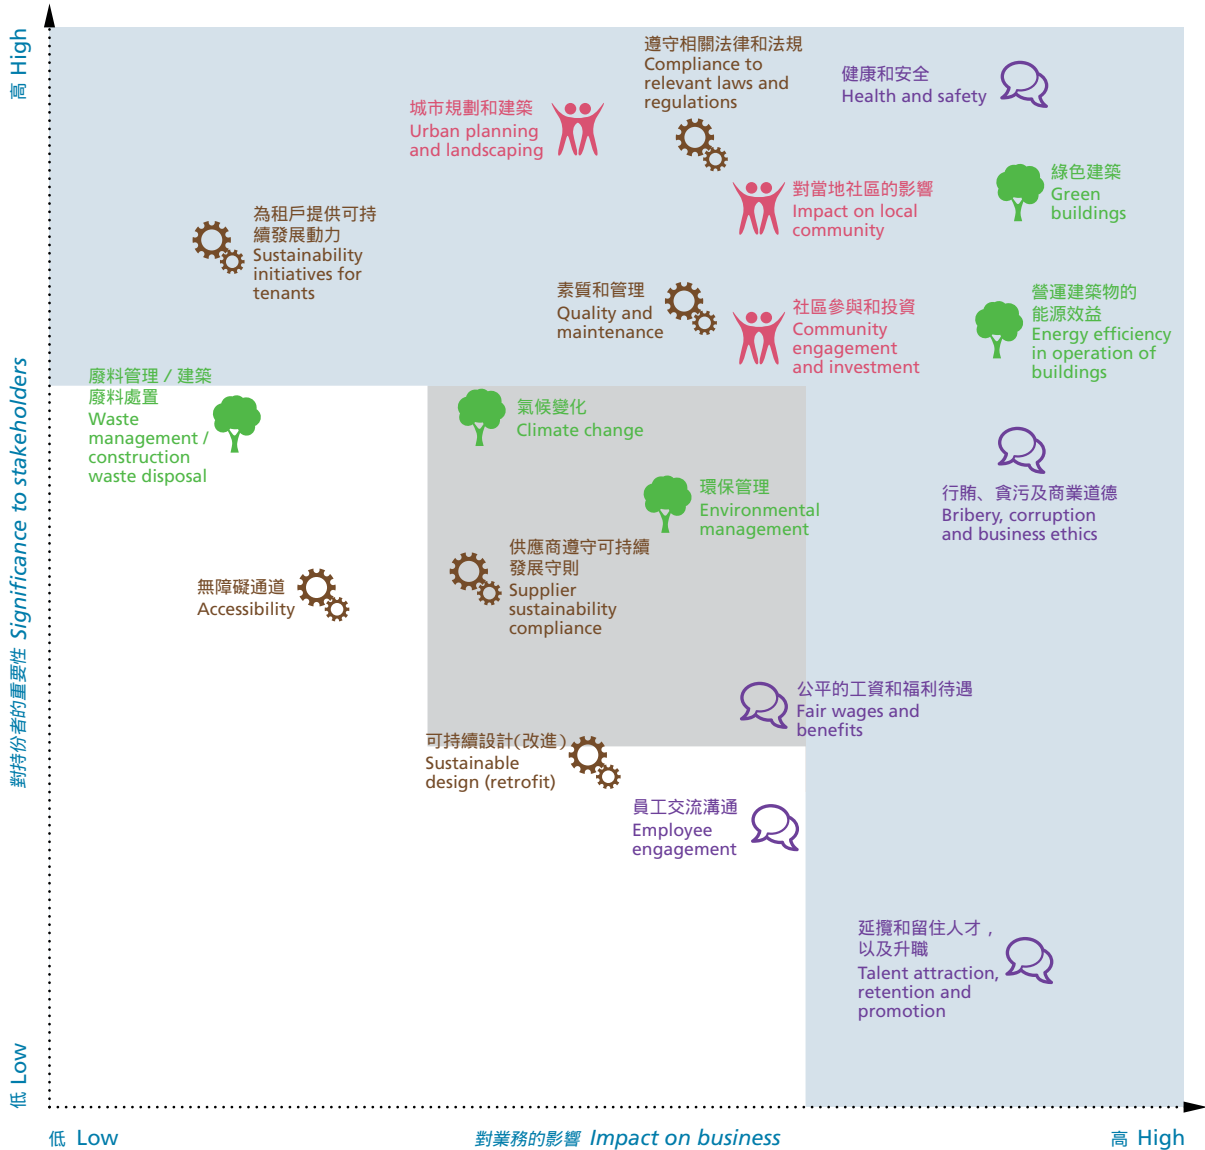 高 High
對持份者的重要性 Significance to stakeholders
低 Low
遵守相關法律和法規
Compliance to
relevant laws and
regulations
健康和安全
Health and safety
城市規劃和建築
Urban planning
and landscaping
綠色建築
Green
buildings
對當地社區的影響
Impact on local
community
為租戶提供可持
續發展動力
Sustainability
initiatives for
tenants
素質和管理
Quality and
maintenance
社區參與和投資
Community
engagement
and investment
營運建築物的
能源效益
Energy efficiency
in operation of
buildings
廢料管理 / 建築
廢料處置
Waste
management /
construction
waste disposal
氣候變化
Climate change
環保管理
Environmental
management
行賄、貪污及商業道德
Bribery, corruption
and business ethics
無障礙通道
Accessibility
供應商遵守可持續
發展守則
Supplier
sustainability
compliance
公平的工資和福利待遇
Fair wages and
benefits
可持續設計(改進)
Sustainable
design (retrofit)
員工交流溝通
Employee
engagement
延攬和留住人才，
以及升職
Talent attraction,
retention and
promotion
低 Low
對業務的影響 Impact on business
高 High